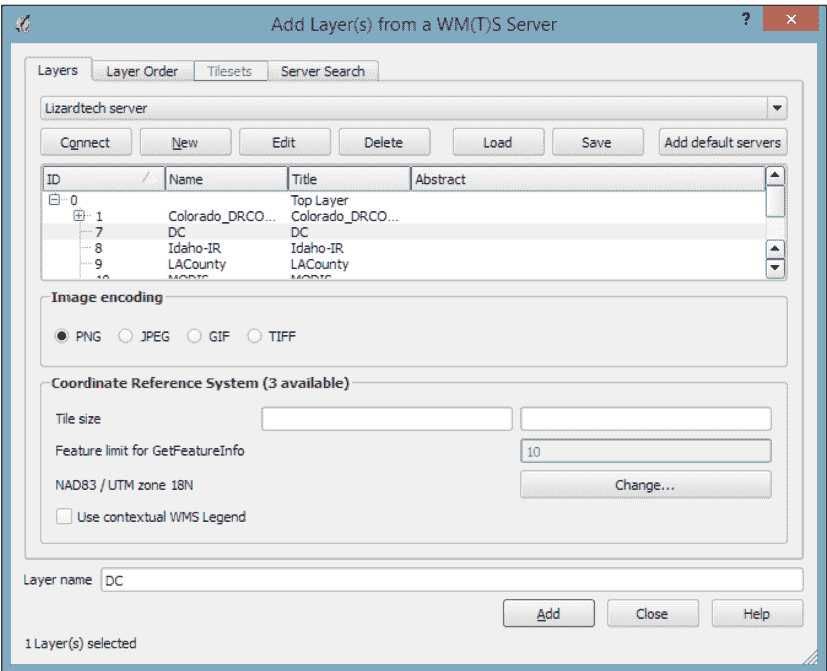 Add Layer(s) from a WM(T)S Server
? ×
Layers Layer Order Tilesets Server Search
Lizardtech server
Connect New Edit Delete Load Save Add default servers
ID Name Title Abstract
0 Top Layer
1 Colorado_DRCO... Colorado_DRCO...
7 DC DC
8 Idaho-IR Idaho-IR
9 LACounty LACounty
10 MODIS MODIS
Image encoding
PNG JPEG GIF TIFF
Coordinate Reference System (3 available)
Tile size
Feature limit for GetFeatureInfo 10
NAD83 / UTM zone 18N Change...
Use contextual WMS Legend
Layer name DC
Add Close Help
1 Layer(s) selected